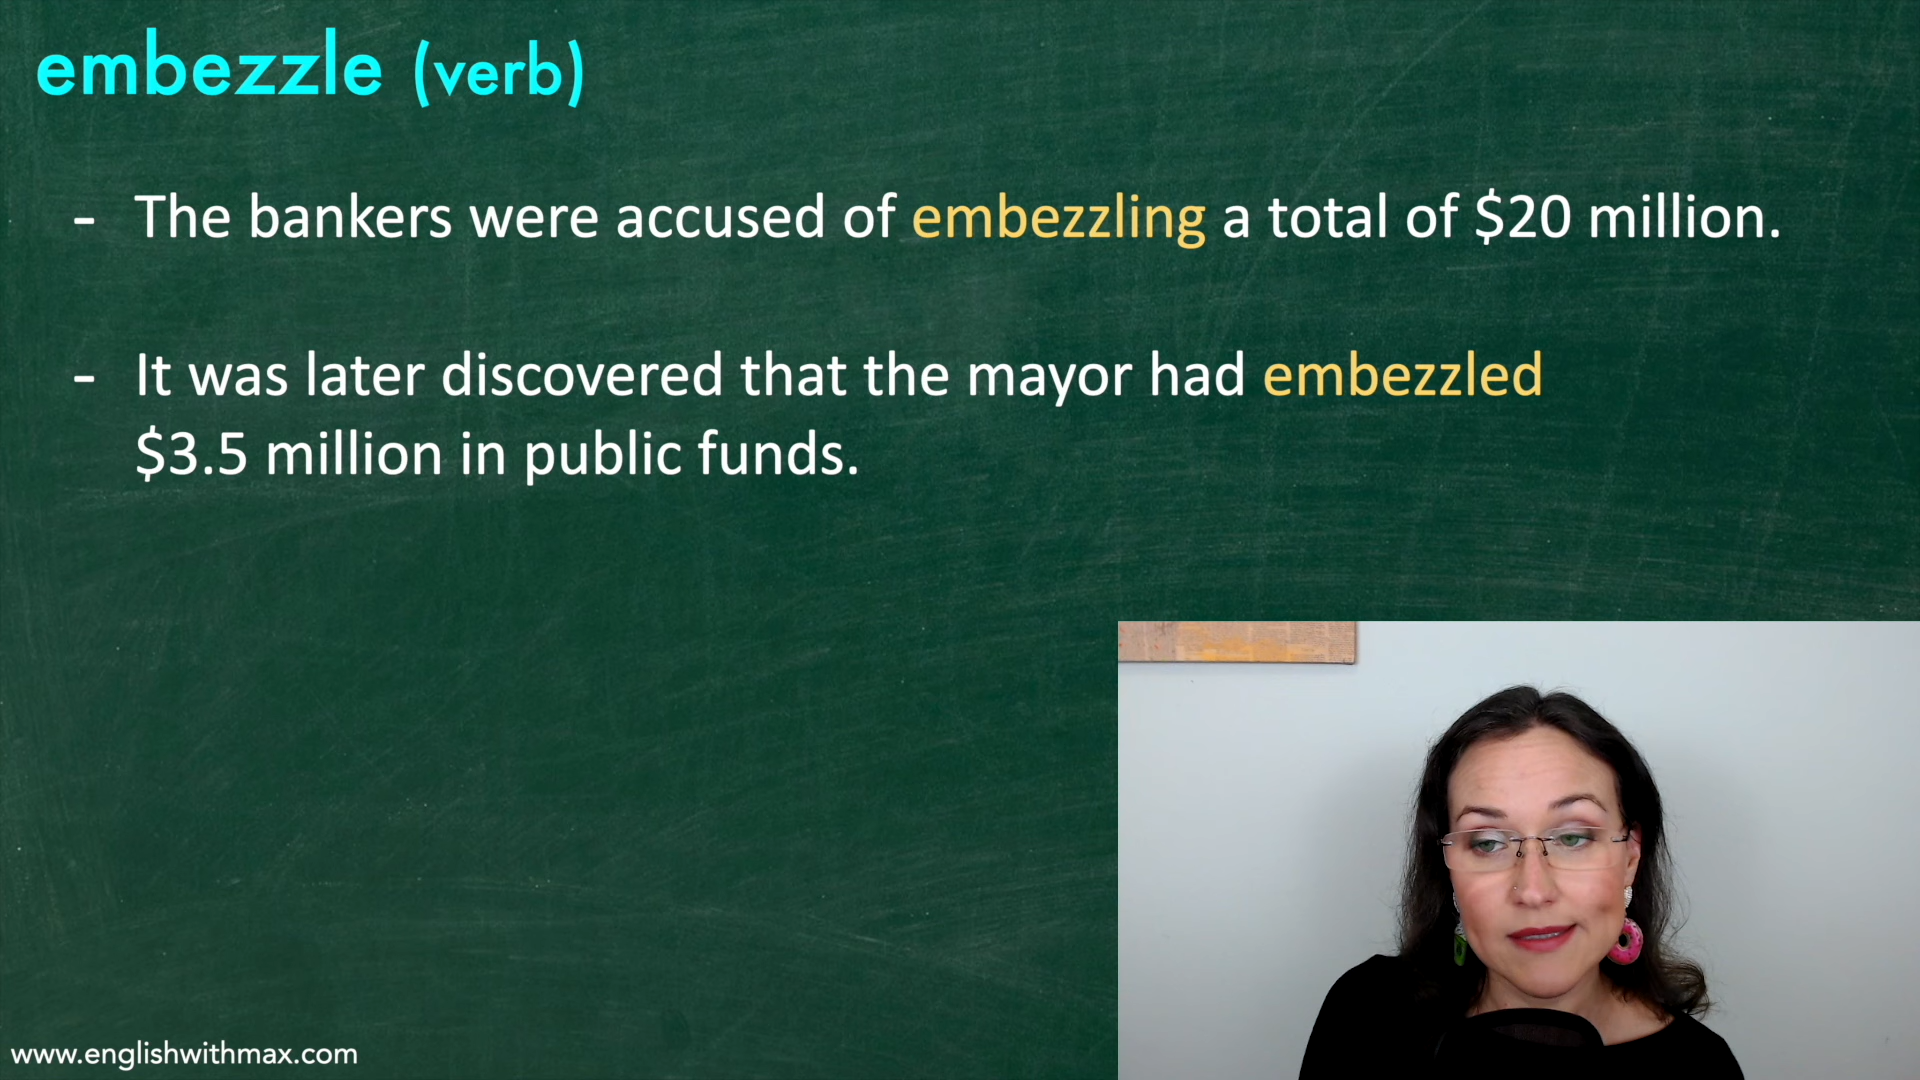 embezzle (verb)
- The bankers were accused of embezzling a total of $20 million.
- It was later discovered that the mayor had embezzled
$3.5 million in public funds.
www.englishwithmax.com